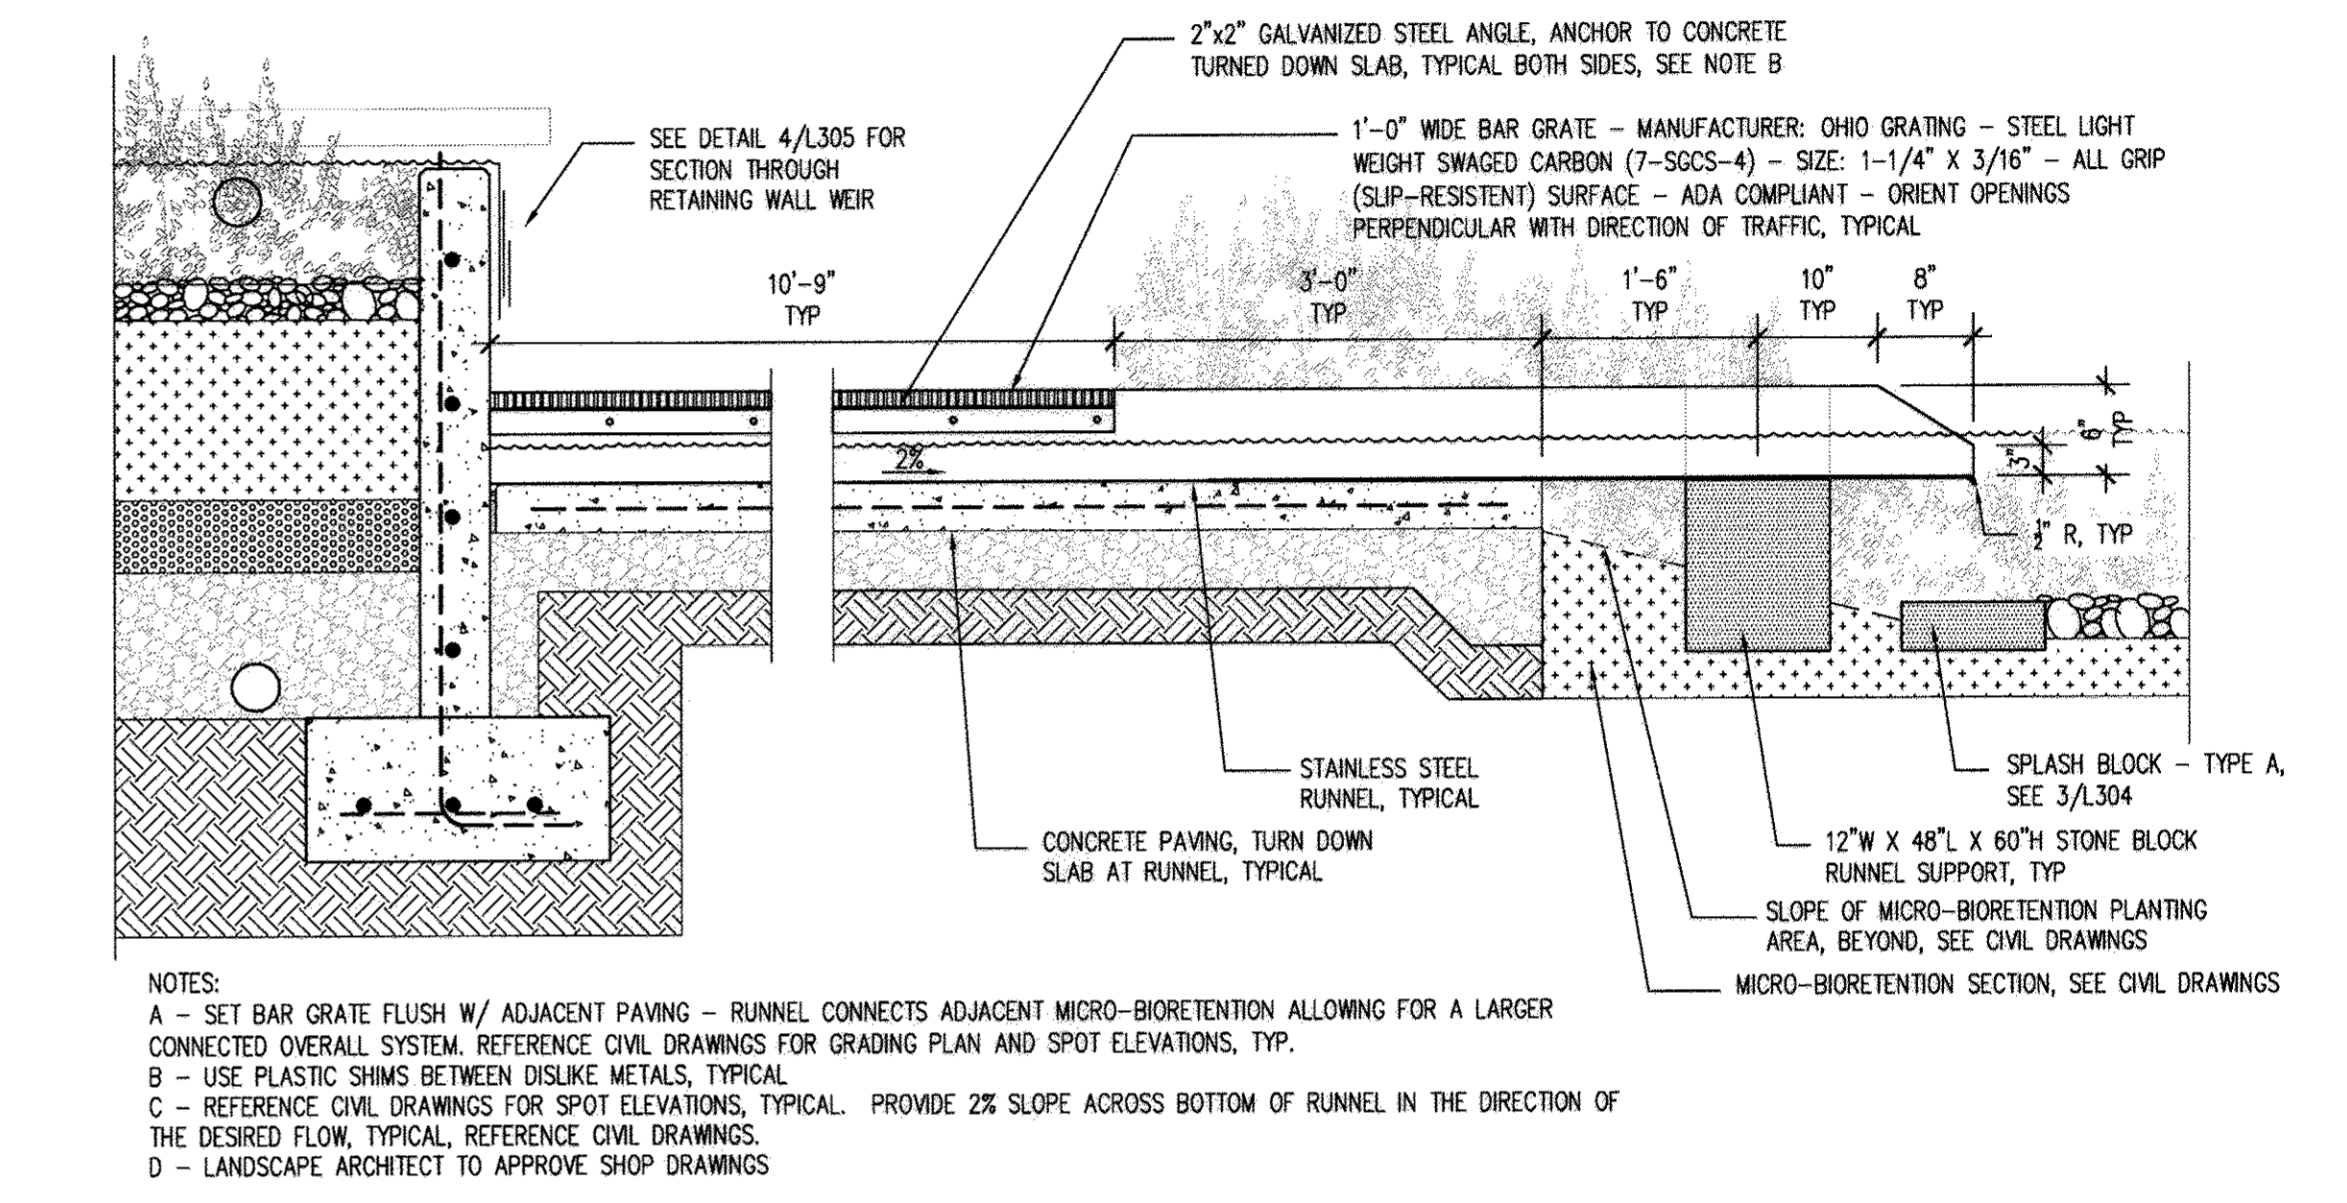 2"x2" GALVANIZED STEEL ANGLE, ANCHOR TO CONCRETE
TURNED DOWN SLAB, TYPICAL BOTH SIDES, SEE NOTE B
SEE DETAIL 4/L305 FOR
SECTION THROUGH
RETAINING WALL WEIR
1'-0" WIDE BAR GRATE – MANUFACTURER: OHIO GRATING – STEEL LIGHT
WEIGHT SWAGED CARBON (7-SGCS-4) – SIZE: 1-1/4" X 3/16" – ALL GRIP
(SLIP-RESISTENT) SURFACE – ADA COMPLIANT – ORIENT OPENINGS
PERPENDICULAR WITH DIRECTION OF TRAFFIC, TYPICAL
10'-9"
TYP
3'-0"
TYP
1'-6"
TYP
10"
TYP
8"
TYP
6"
TYP
3"
2%
½" R, TYP
STAINLESS STEEL
RUNNEL, TYPICAL
SPLASH BLOCK – TYPE A,
SEE 3/L304
CONCRETE PAVING, TURN DOWN
SLAB AT RUNNEL, TYPICAL
12"W X 48"L X 60"H STONE BLOCK
RUNNEL SUPPORT, TYP
SLOPE OF MICRO-BIORETENTION PLANTING
AREA, BEYOND, SEE CIVIL DRAWINGS
MICRO-BIORETENTION SECTION, SEE CIVIL DRAWINGS
NOTES:
A – SET BAR GRATE FLUSH W/ ADJACENT PAVING – RUNNEL CONNECTS ADJACENT MICRO-BIORETENTION ALLOWING FOR A LARGER
CONNECTED OVERALL SYSTEM. REFERENCE CIVIL DRAWINGS FOR GRADING PLAN AND SPOT ELEVATIONS, TYP.
B – USE PLASTIC SHIMS BETWEEN DISLIKE METALS, TYPICAL
C – REFERENCE CIVIL DRAWINGS FOR SPOT ELEVATIONS, TYPICAL. PROVIDE 2% SLOPE ACROSS BOTTOM OF RUNNEL IN THE DIRECTION OF
THE DESIRED FLOW, TYPICAL, REFERENCE CIVIL DRAWINGS.
D – LANDSCAPE ARCHITECT TO APPROVE SHOP DRAWINGS